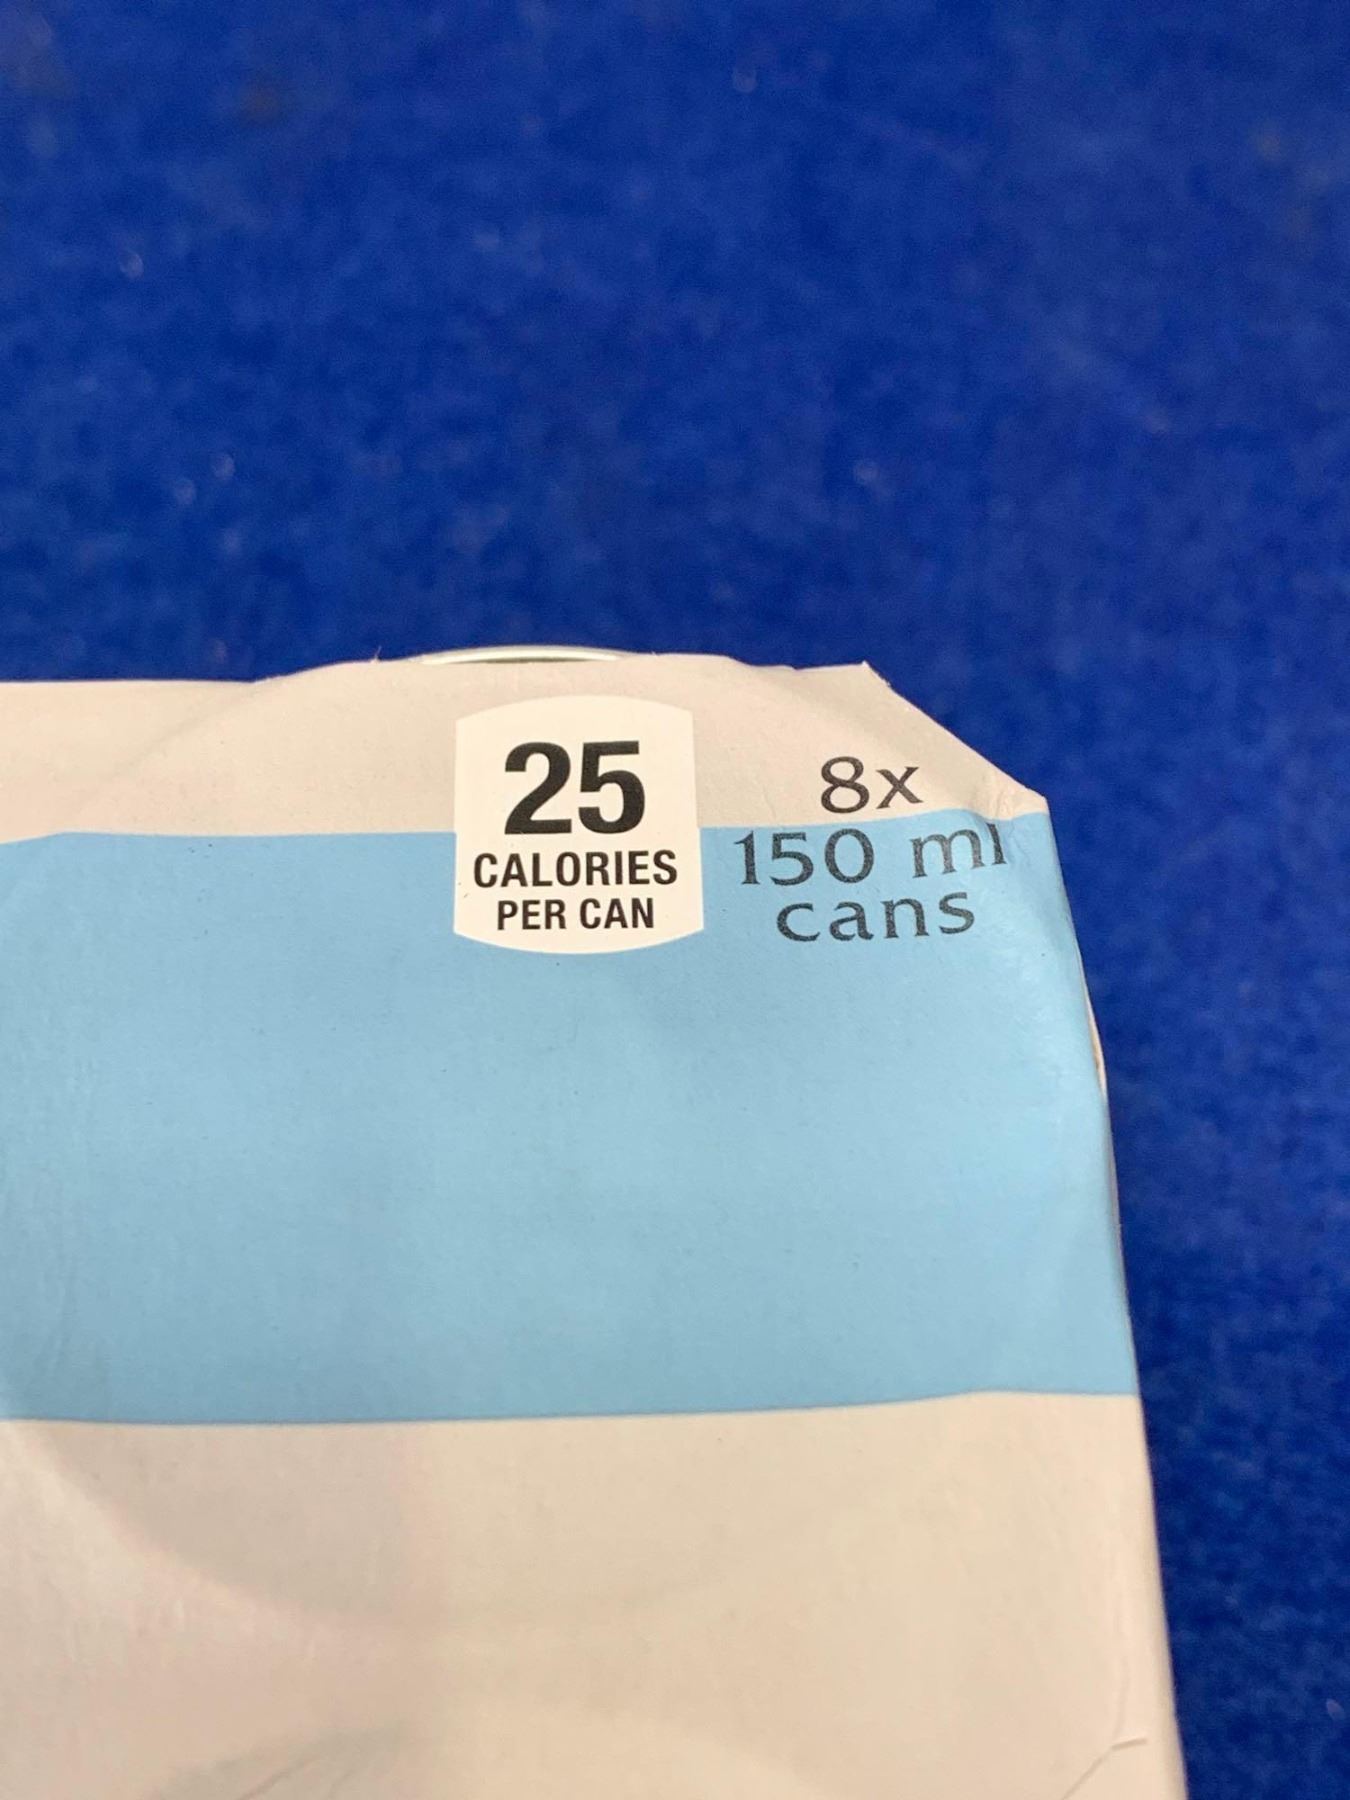 25
CALORIES
PER CAN
8x
150 ml
cans